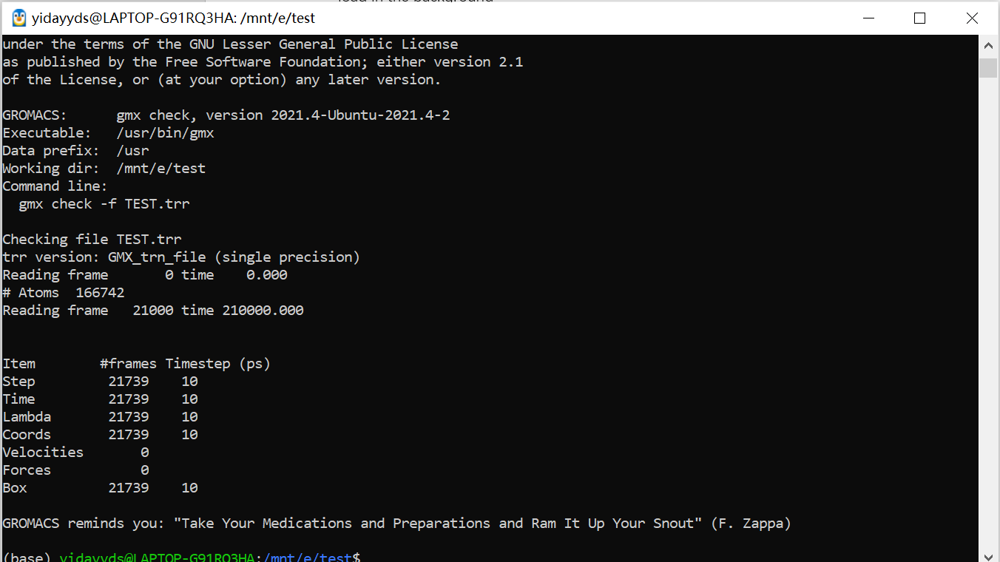 yidayyds@LAPTOP-G91RQ3HA: /mnt/e/test
under the terms of the GNU Lesser General Public License
as published by the Free Software Foundation; either version 2.1
of the License, or (at your option) any later version.
GROMACS:      gmx check, version 2021.4-Ubuntu-2021.4-2
Executable:   /usr/bin/gmx
Data prefix:  /usr
Working dir:  /mnt/e/test
Command line:
  gmx check -f TEST.trr
Checking file TEST.trr
trr version: GMX_trn_file (single precision)
Reading frame       0 time    0.000
# Atoms  166742
Reading frame   21000 time 210000.000
Item        #frames Timestep (ps)
Step         21739    10
Time         21739    10
Lambda       21739    10
Coords       21739    10
Velocities       0
Forces           0
Box          21739    10
GROMACS reminds you: "Take Your Medications and Preparations and Ram It Up Your Snout" (F. Zappa)
(base) yidayyds@LAPTOP-G91RQ3HA:/mnt/e/test$